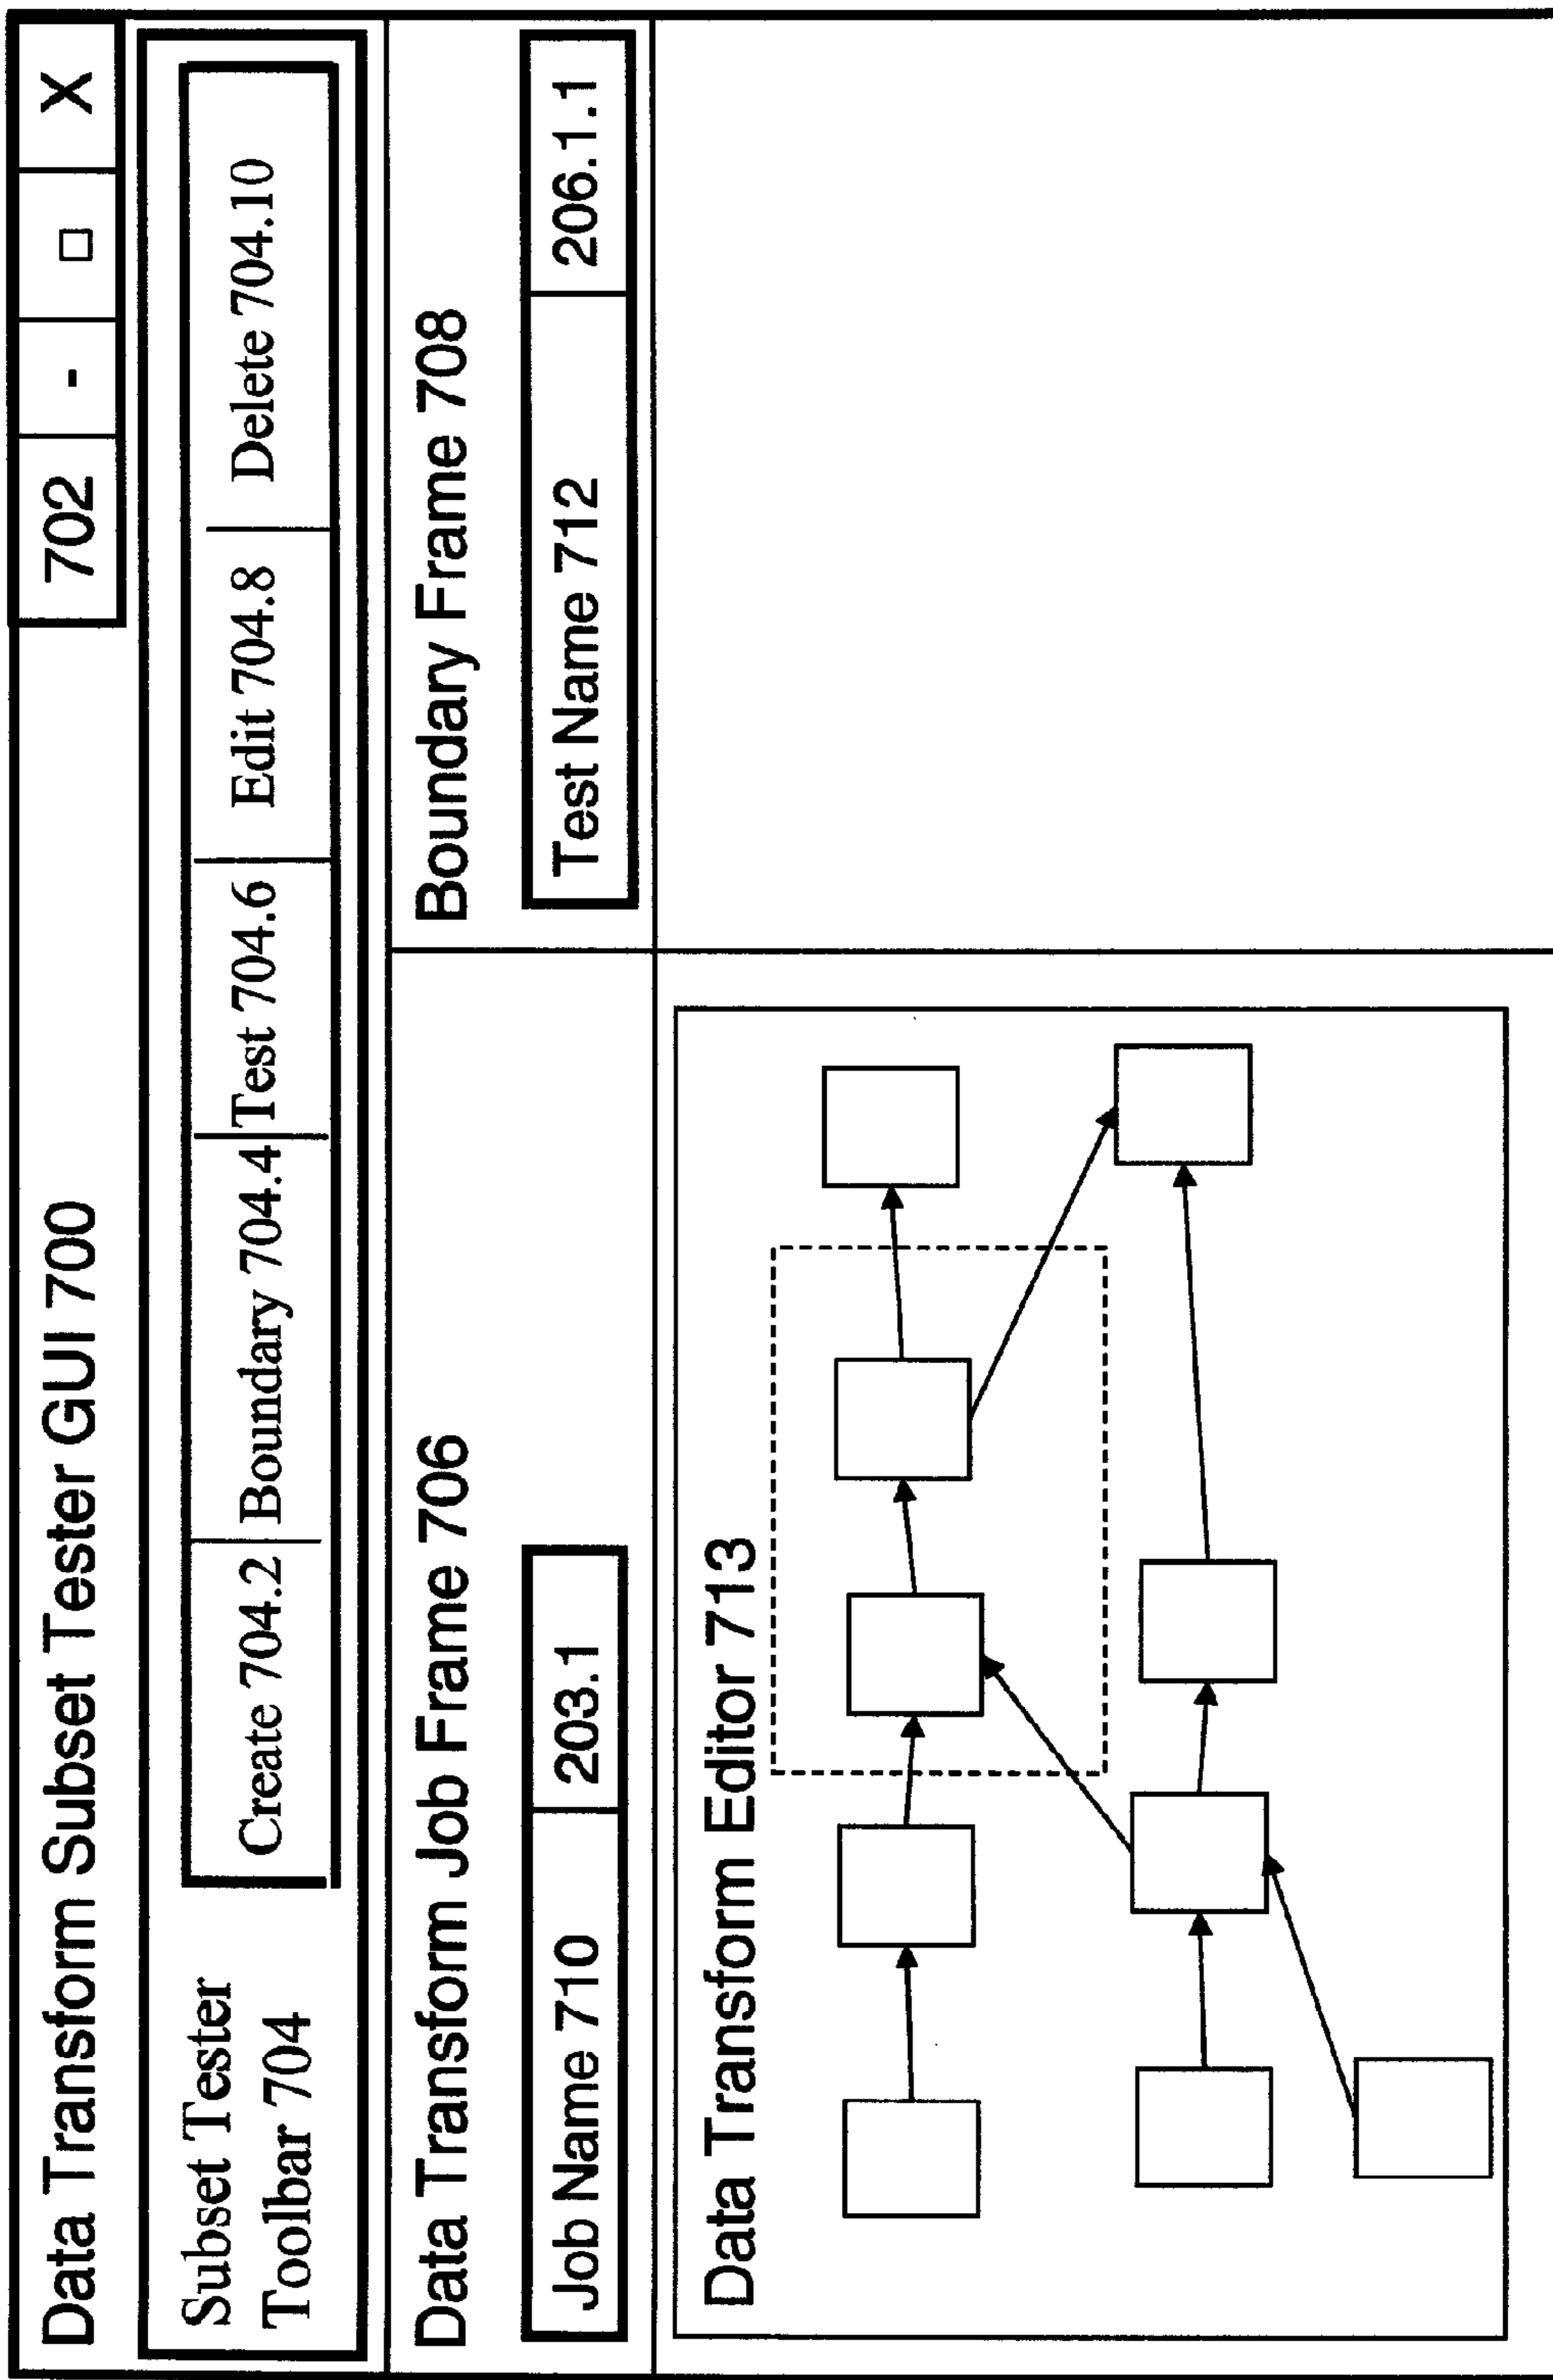 Data Transform Subset Tester GUI 700
702 - □ X
Subset Tester
Toolbar 704
Create 704.2 Boundary 704.4 Test 704.6 Edit 704.8 Delete 704.10
Data Transform Job Frame 706
Job Name 710 203.1
Boundary Frame 708
Test Name 712 206.1.1
Data Transform Editor 713